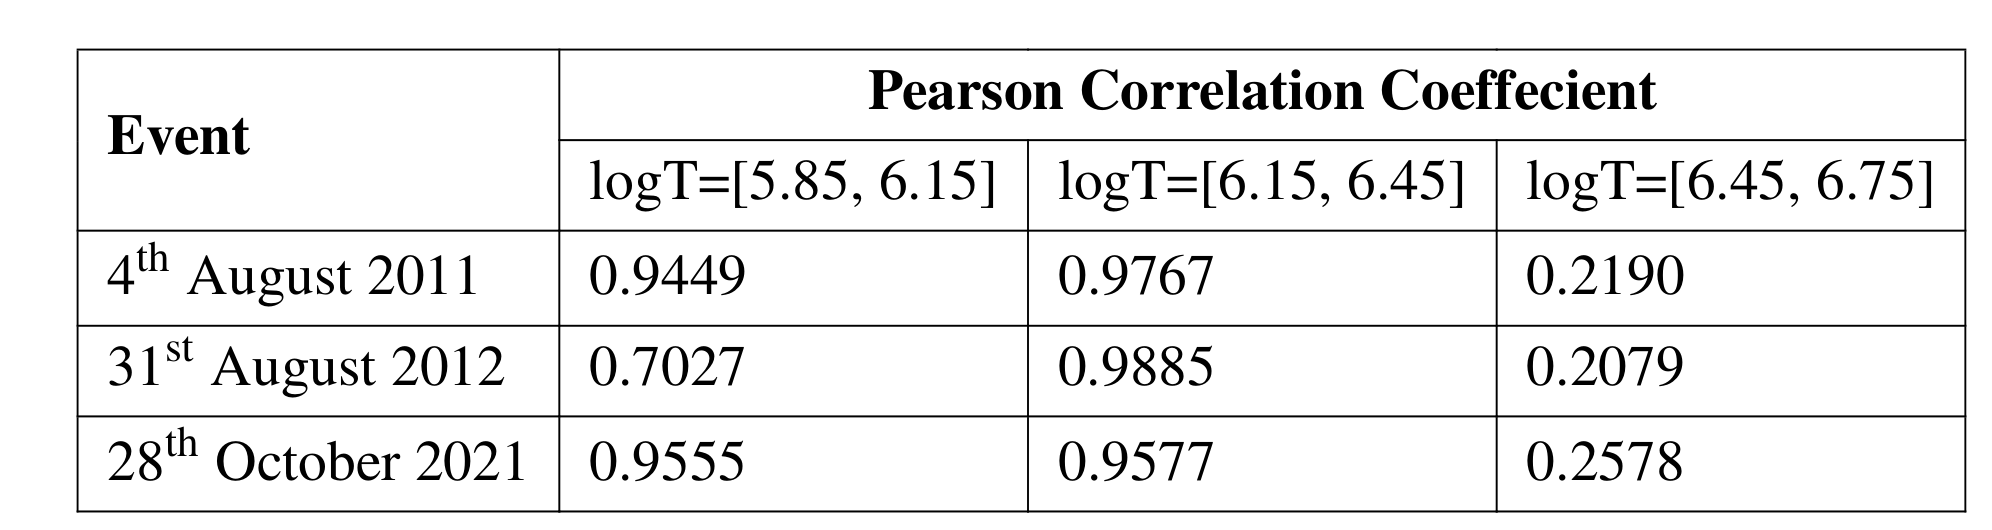 Event
Pearson Correlation Coeffecient
logT=[5.85, 6.15] logT=[6.15, 6.45] logT=[6.45, 6.75]
4th August 2011 0.9449 0.9767 0.2190
31st August 2012 0.7027 0.9885 0.2079
28th October 2021 0.9555 0.9577 0.2578